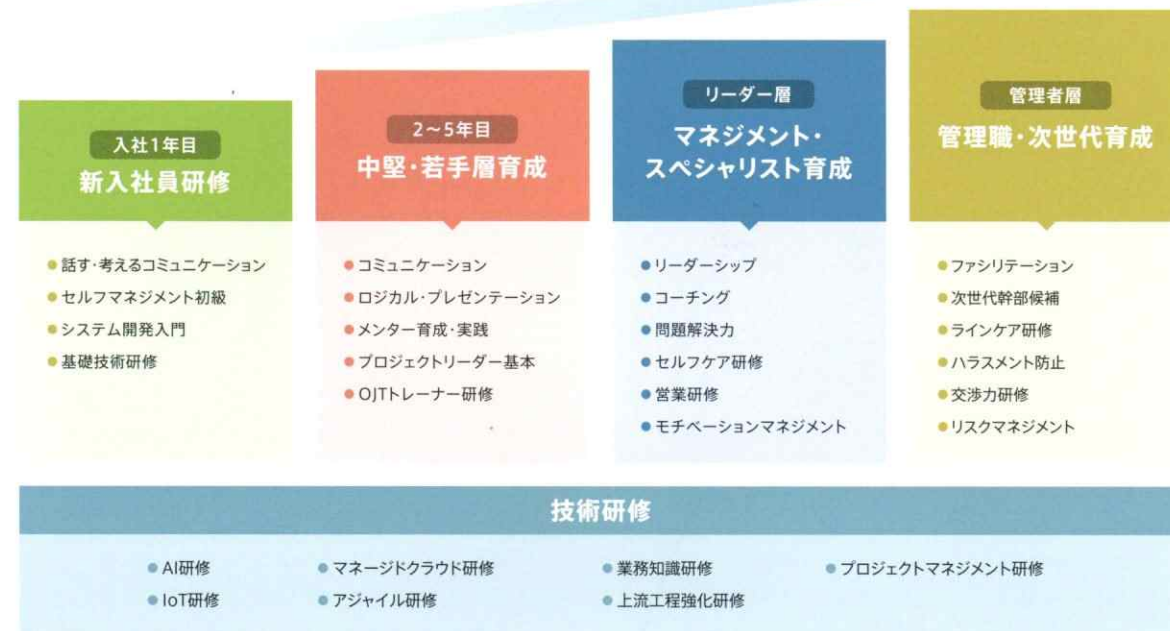 入社1年目
新入社員研修
話す・考えるコミュニケーション
セルフマネジメント初級
システム開発入門
基礎技術研修
2～5年目
中堅・若手層育成
コミュニケーション
ロジカル・プレゼンテーション
メンター育成・実践
プロジェクトリーダー基本
OJTトレーナー研修
リーダー層
マネジメント・
スペシャリスト育成
リーダーシップ
コーチング
問題解決力
セルフケア研修
営業研修
モチベーションマネジメント
管理者層
管理職・次世代育成
ファシリテーション
次世代幹部候補
ラインケア研修
ハラスメント防止
交渉力研修
リスクマネジメント
技術研修
AI研修
IoT研修
マネージドクラウド研修
アジャイル研修
業務知識研修
上流工程強化研修
プロジェクトマネジメント研修